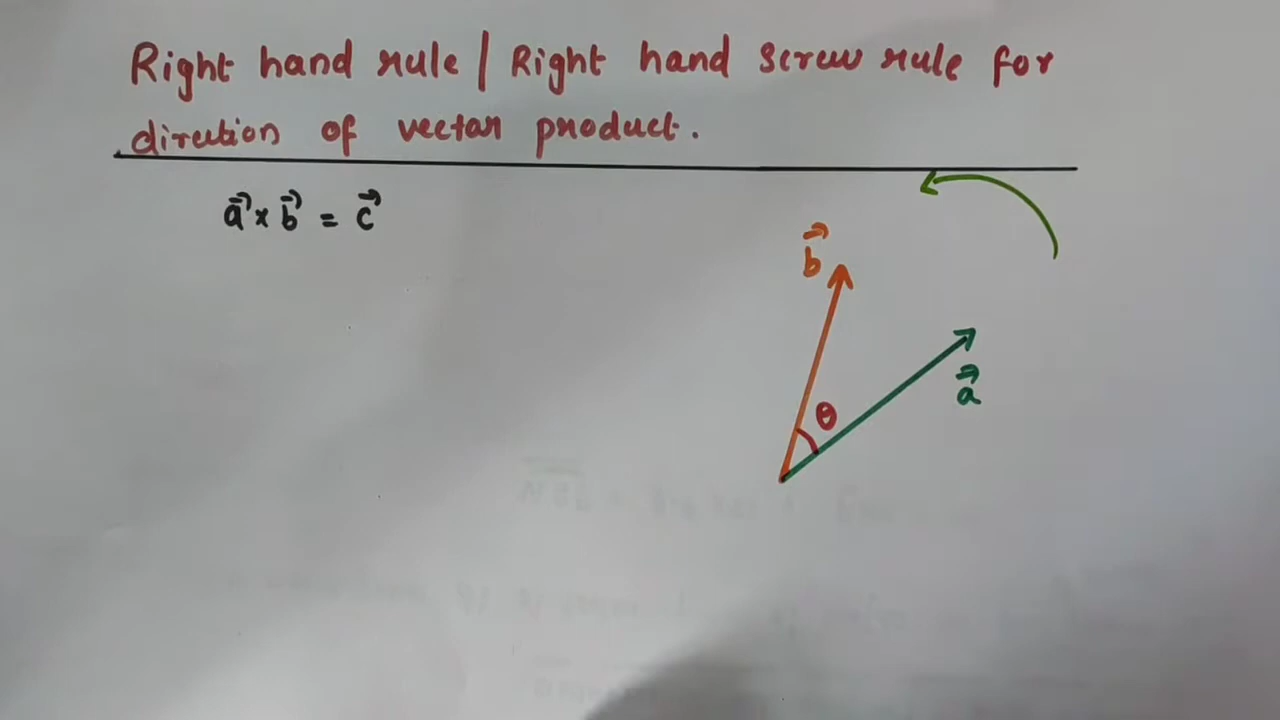 Right hand rule | Right hand screw rule for
direction of vector product.
a⃗ × b⃗ = c⃗
b⃗
θ
a⃗